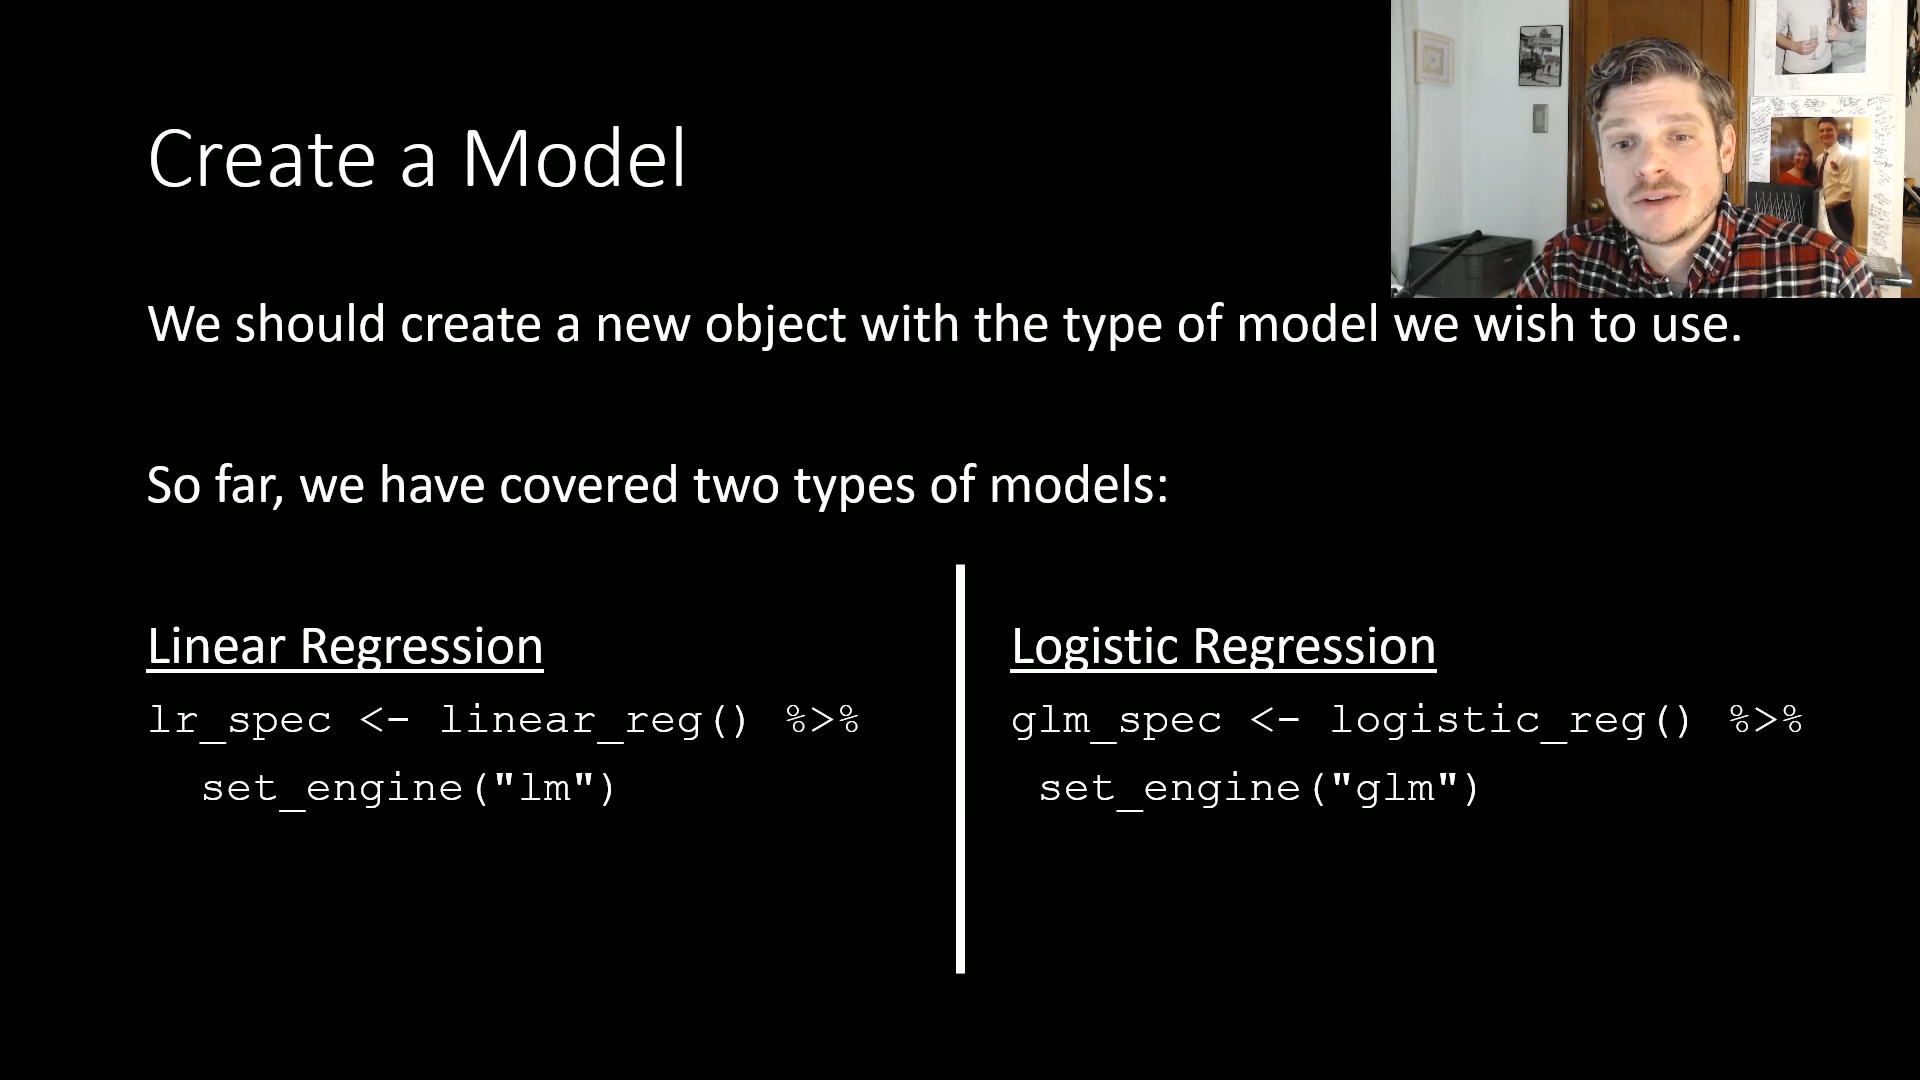 Create a Model
We should create a new object with the type of model we wish to use.
So far, we have covered two types of models:
Linear Regression
lr_spec <- linear_reg() %>%
set_engine("lm")
Logistic Regression
glm_spec <- logistic_reg() %>%
set_engine("glm")